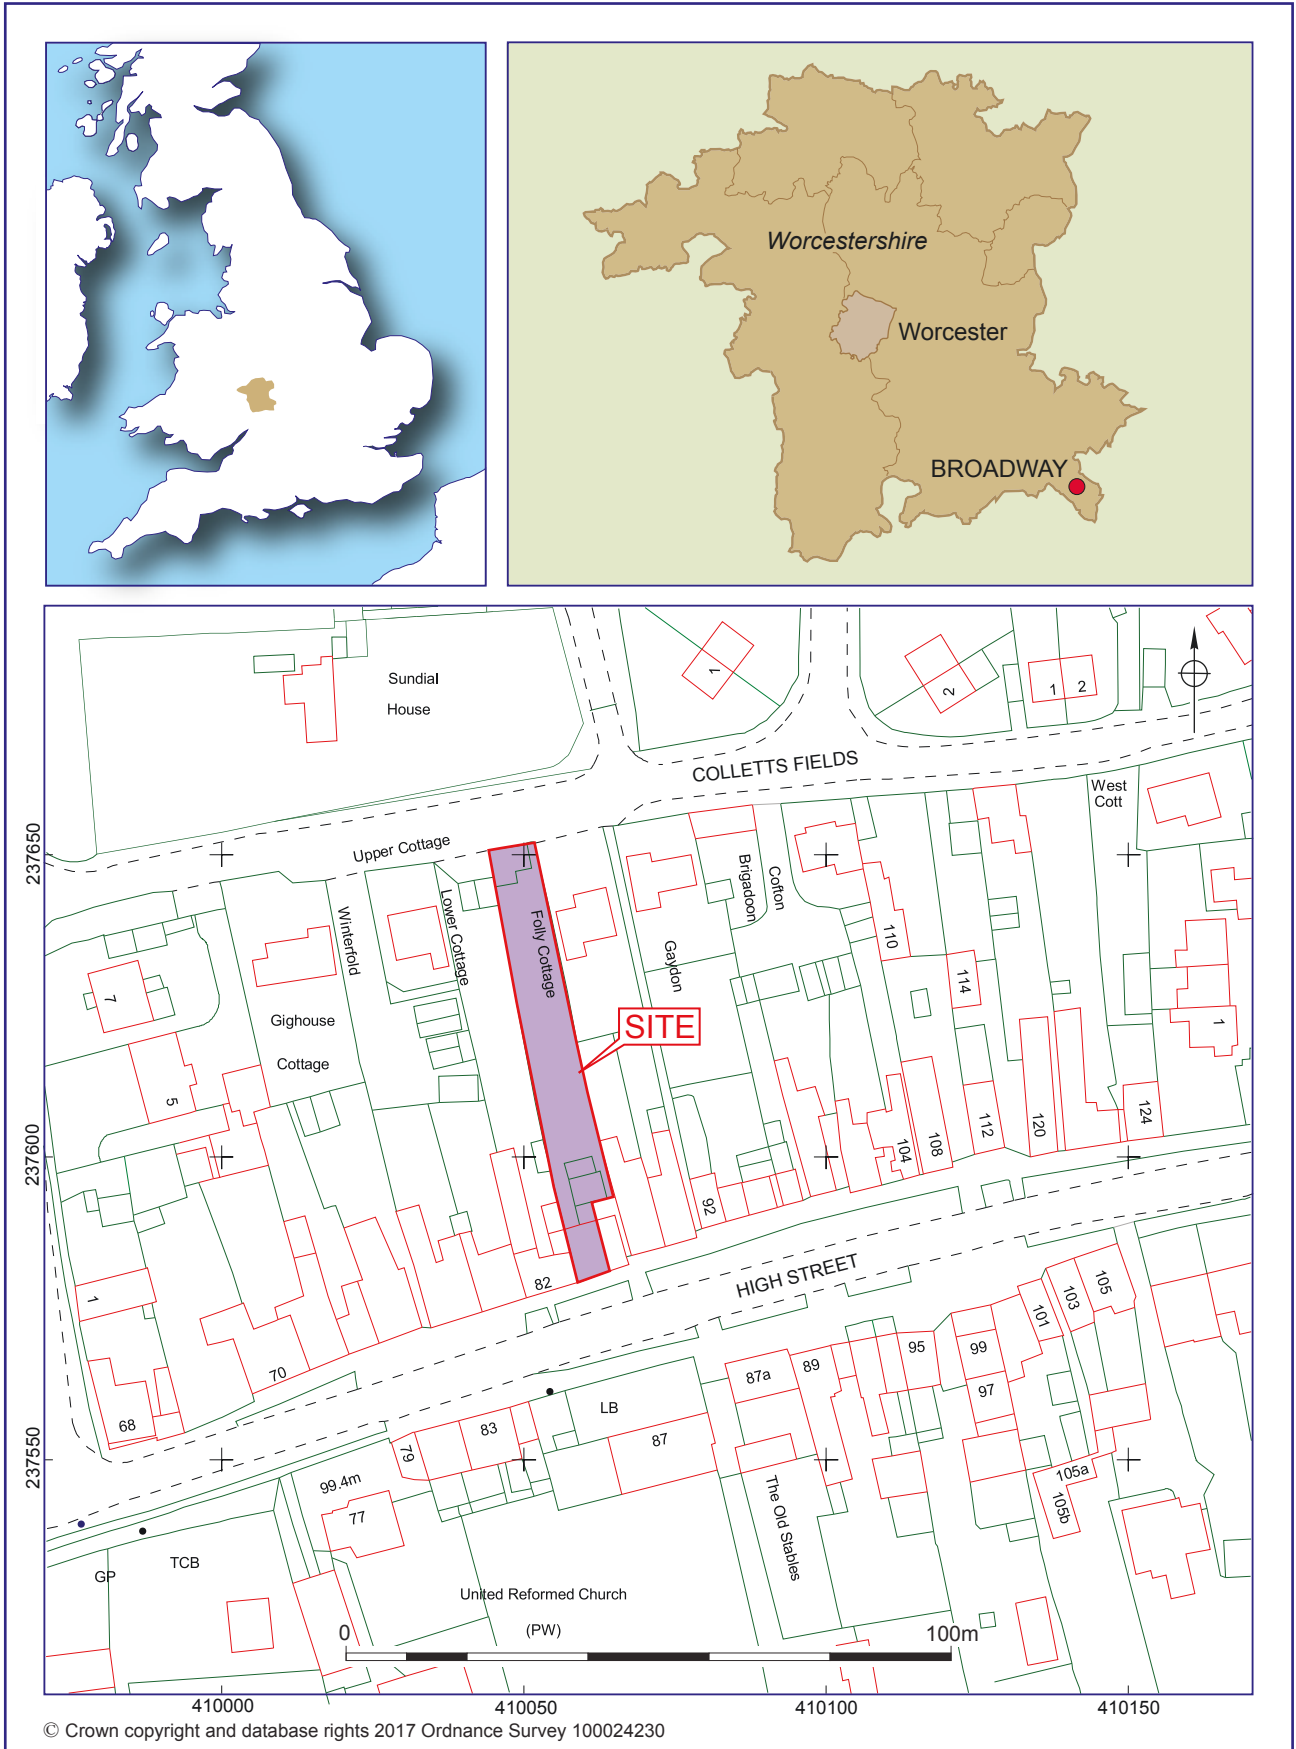 Worcestershire
Worcester
BROADWAY
Sundial
House
1
2
1
2
COLLETTS FIELDS
West
Cott
Upper Cottage
237650
Winterfold
Lower Cottage
Folly Cottage
Brigadoon
Cofton
Gaydon
110
114
7
Gighouse
Cottage
SITE
1
5
237600
104
108
112
120
124
92
82
HIGH STREET
1
70
68
101
103
105
87a
89
95
99
97
LB
83
87
79
237550
99.4m
77
The Old Stables
105a
105b
TCB
GP
United Reformed Church
(PW)
0
100m
410000
410050
410100
410150
© Crown copyright and database rights 2017 Ordnance Survey 100024230